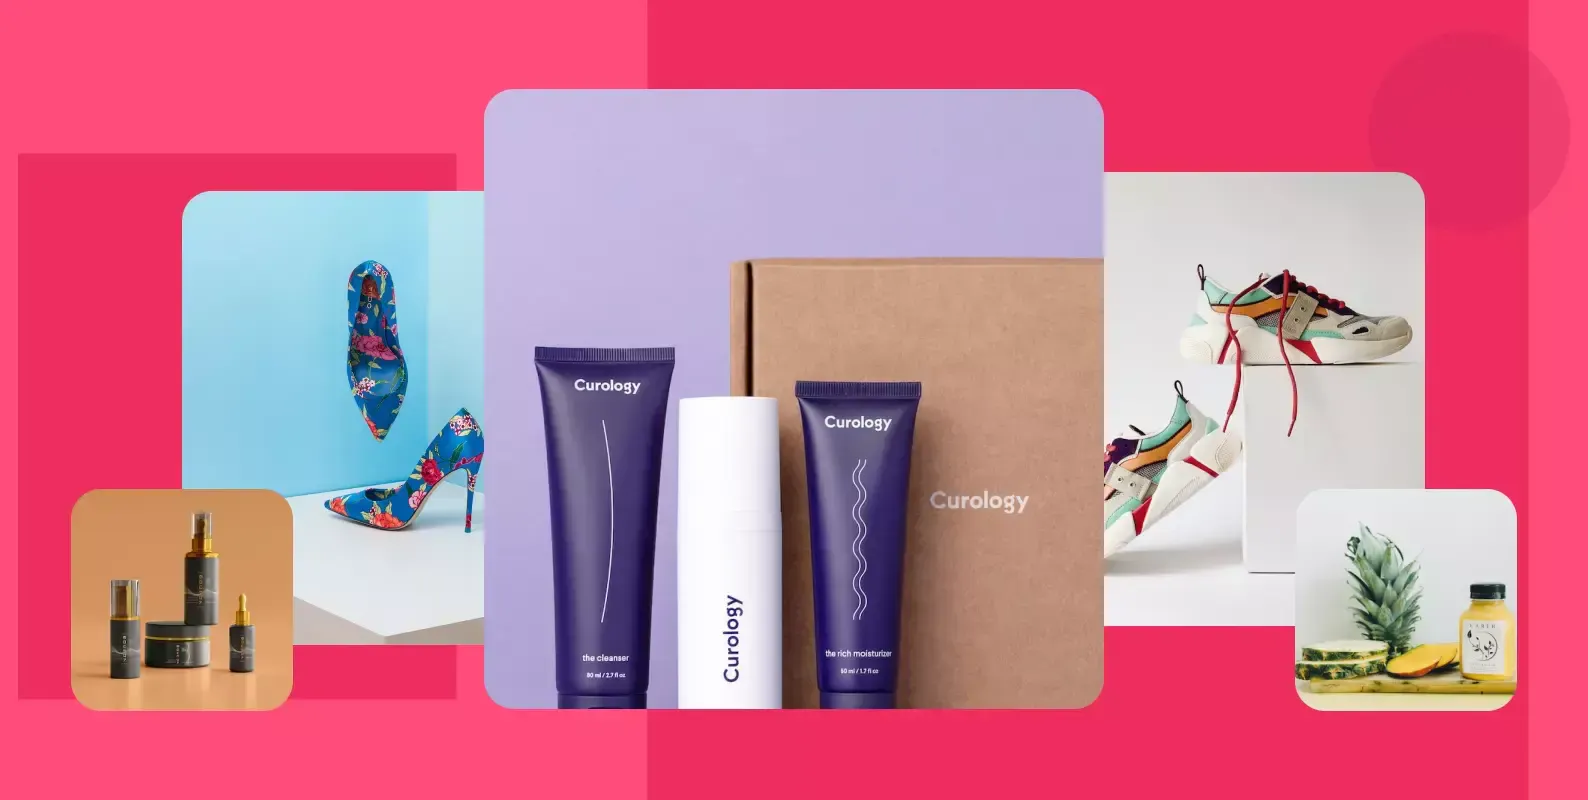 Curology
the cleanser
80 ml / 2.7 fl oz
Curology
Curology
the rich moisturizer
50 ml / 1.7 fl oz
Curology